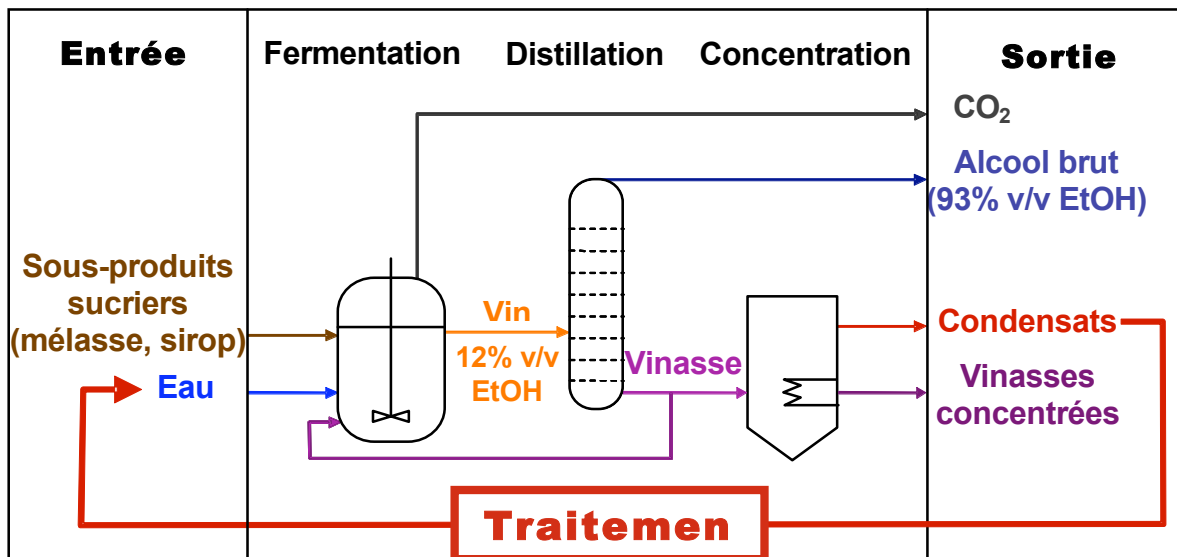 Entrée
Fermentation
Distillation
Concentration
Sortie
CO₂
Alcool brut
(93% v/v EtOH)
Sous-produits
sucriers
(mélasse, sirop)
Eau
Vin
12% v/v
EtOH
Vinasse
Condensats
Vinasses
concentrées
Traitemen